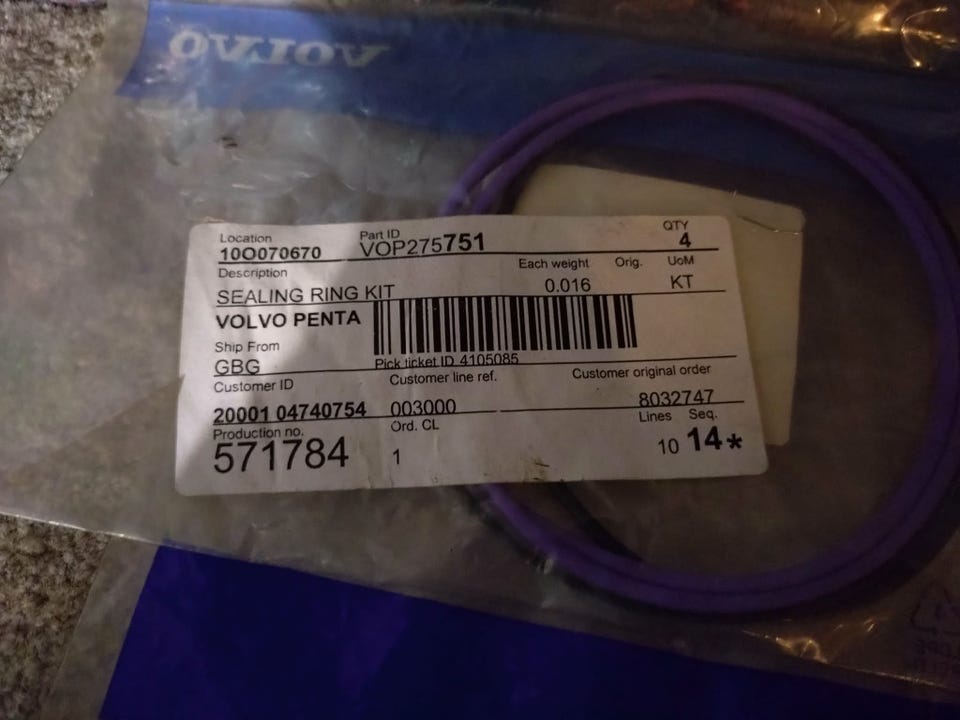 VOLVO
Location Part ID QTY
10O070670 VOP275751 4
Description Each weight Orig. UoM
SEALING RING KIT 0.016 KT
VOLVO PENTA
Ship From
GBG Pick ticket ID 4105085
Customer ID Customer line ref. Customer original order
20001 04740754 003000 8032747
Production no. Ord. CL Lines Seq.
571784 1 10 14*